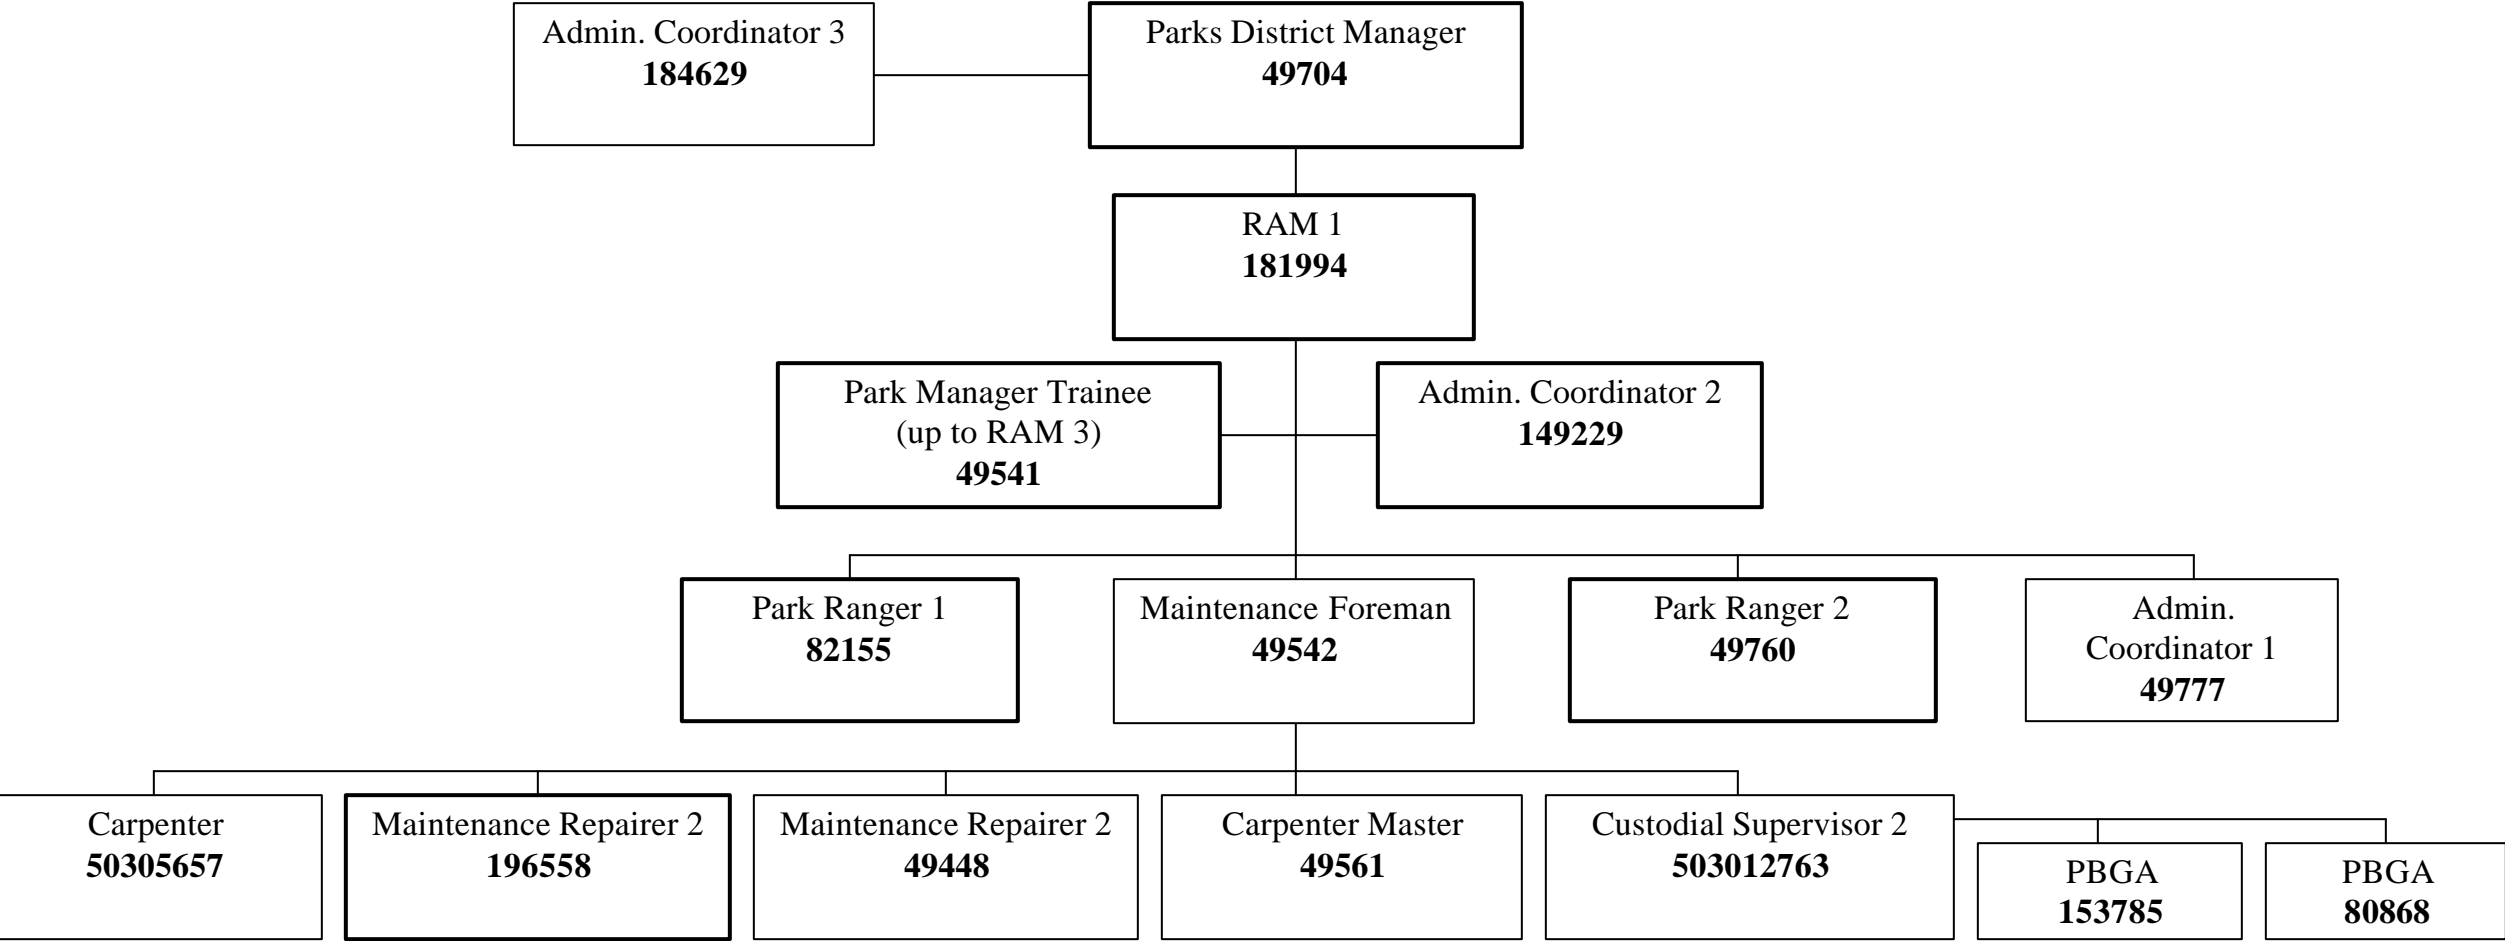 Admin. Coordinator 3
184629
Parks District Manager
49704
RAM 1
181994
Park Manager Trainee
(up to RAM 3)
49541
Admin. Coordinator 2
149229
Park Ranger 1
82155
Maintenance Foreman
49542
Park Ranger 2
49760
Admin.
Coordinator 1
49777
Carpenter
50305657
Maintenance Repairer 2
196558
Maintenance Repairer 2
49448
Carpenter Master
49561
Custodial Supervisor 2
503012763
PBGA
153785
PBGA
80868